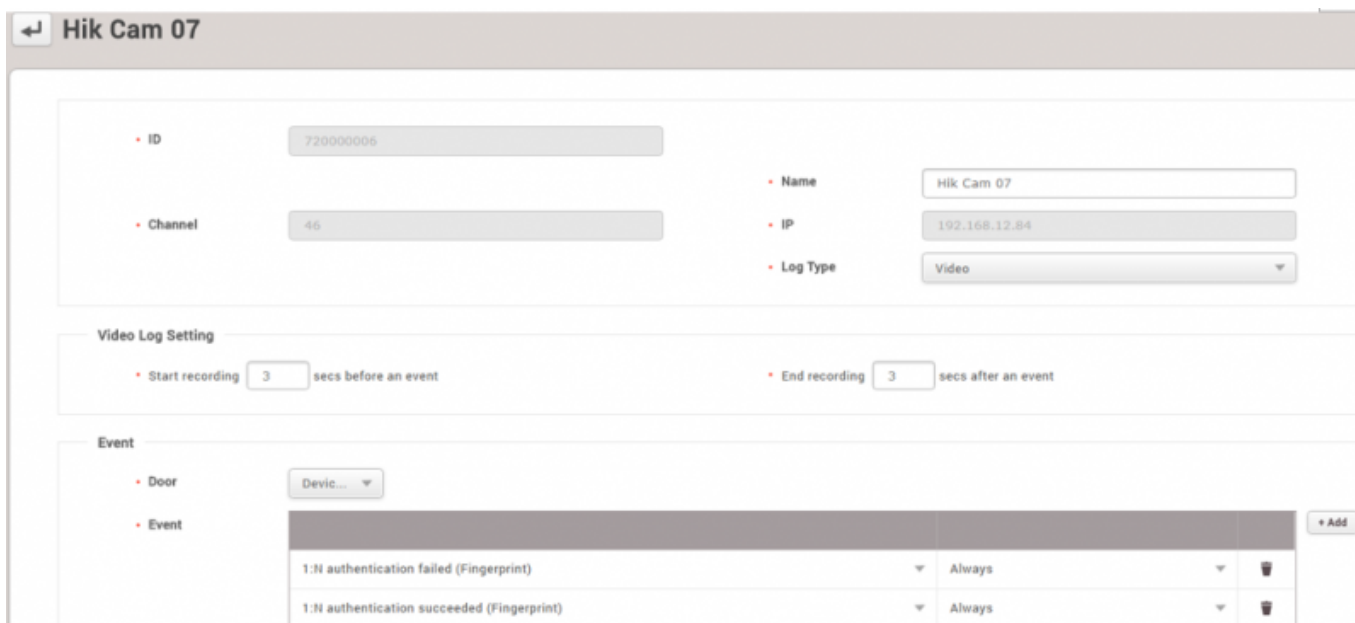 Hik Cam 07
ID 720000006
Name Hik Cam 07
Channel 46
IP 192.168.12.84
Log Type Video
Video Log Setting
Start recording 3 secs before an event
End recording 3 secs after an event
Event
Door Devic...
Event
+ Add
1:N authentication failed (Fingerprint) Always
1:N authentication succeeded (Fingerprint) Always